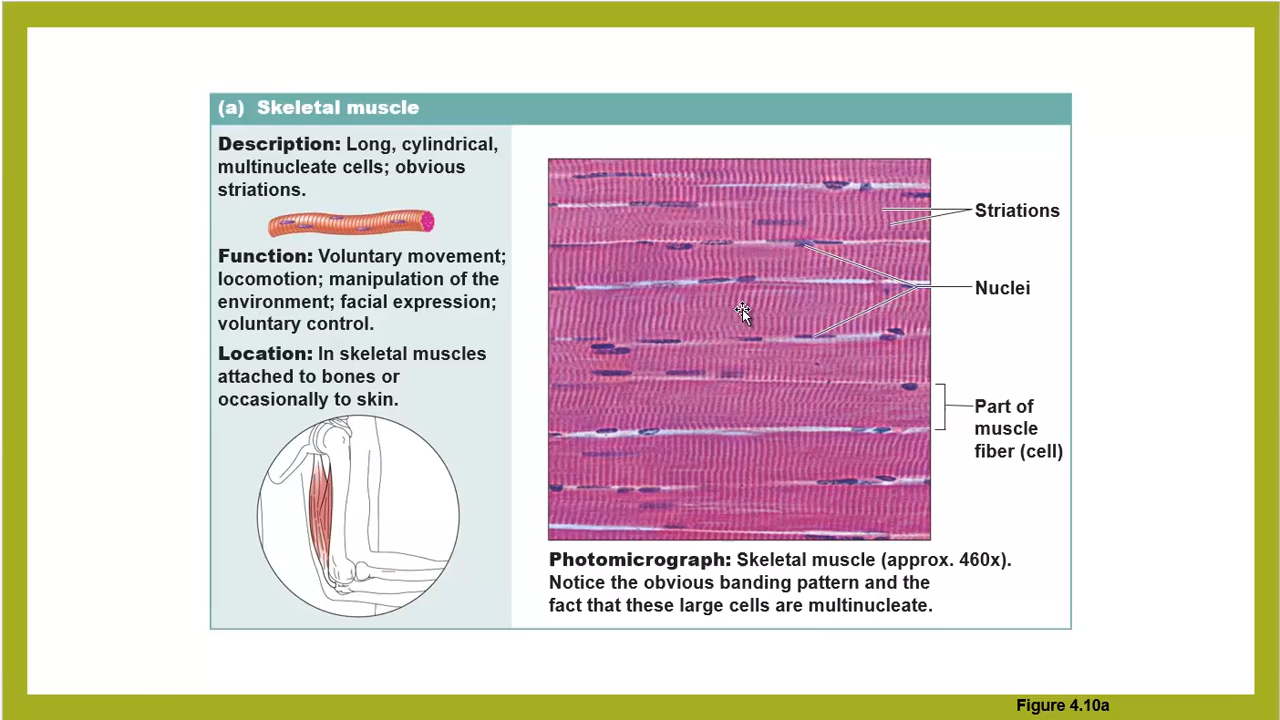 (a) Skeletal muscle
Description: Long, cylindrical,
multinucleate cells; obvious
striations.
Function: Voluntary movement;
locomotion; manipulation of the
environment; facial expression;
voluntary control.
Location: In skeletal muscles
attached to bones or
occasionally to skin.
Striations
Nuclei
Part of
muscle
fiber (cell)
Photomicrograph: Skeletal muscle (approx. 460x).
Notice the obvious banding pattern and the
fact that these large cells are multinucleate.
Figure 4.10a